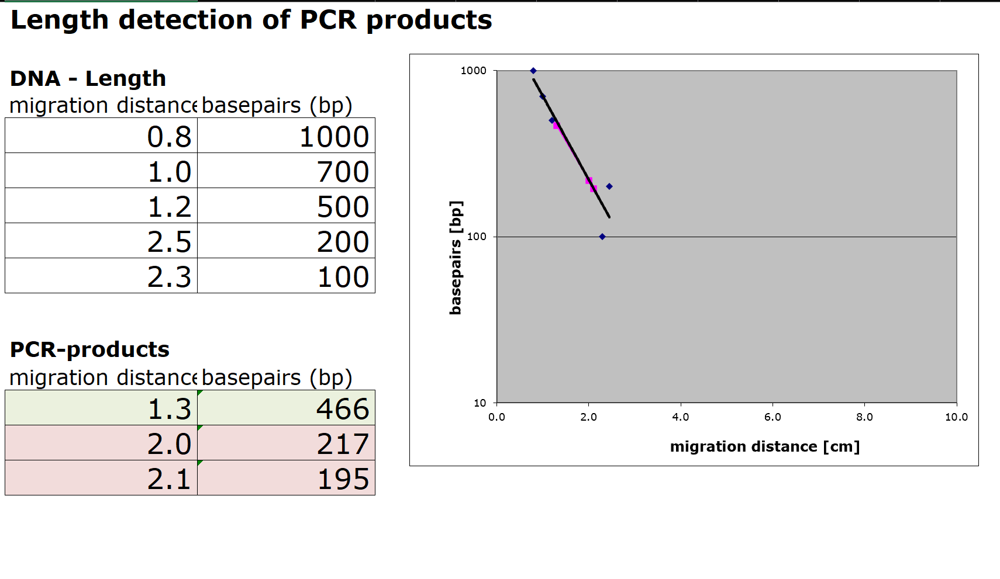 Length detection of PCR products
DNA - Length
migration distance basepairs (bp)
0.8 1000
1.0 700
1.2 500
2.5 200
2.3 100
PCR-products
migration distance basepairs (bp)
1.3 466
2.0 217
2.1 195
1000
100
10
basepairs [bp]
0.0 2.0 4.0 6.0 8.0 10.0
migration distance [cm]